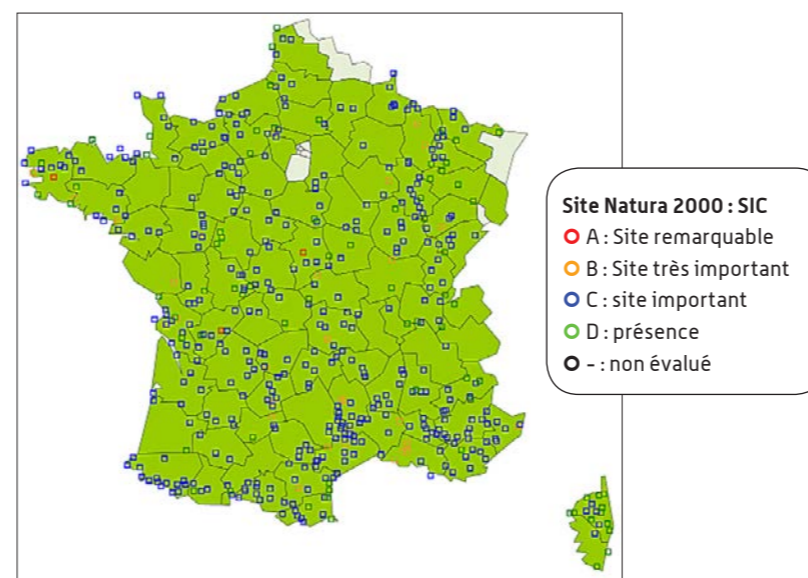 Site Natura 2000 : SIC
A : Site remarquable
B : Site très important
C : site important
D : présence
– : non évalué